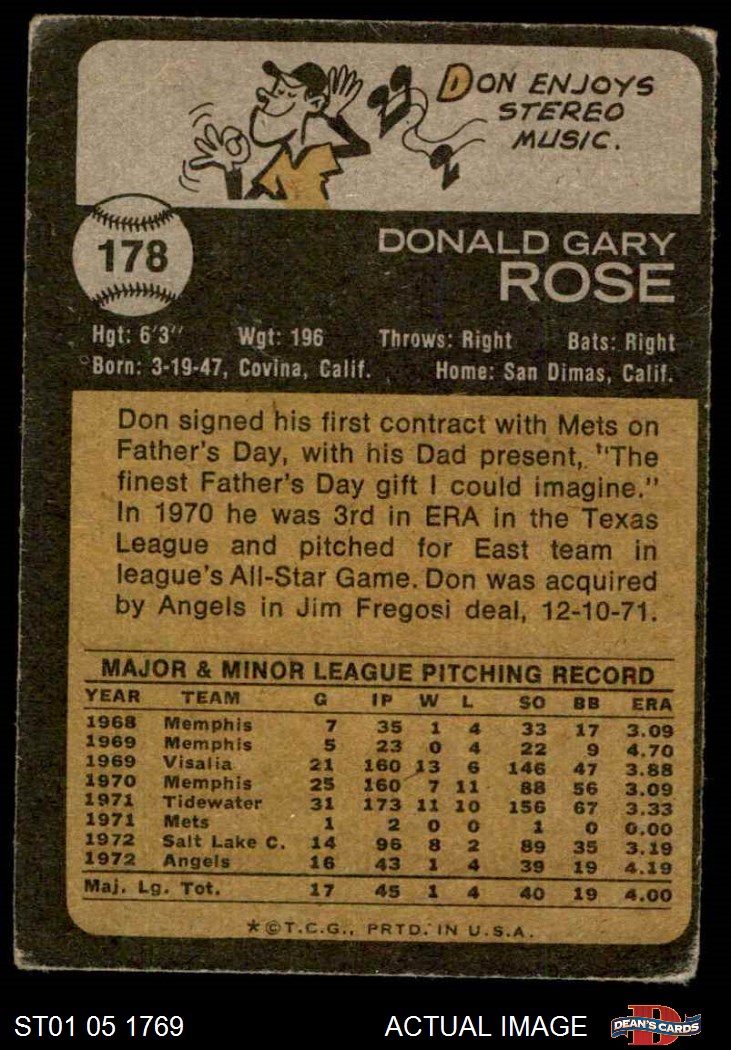 DON ENJOYS
STEREO
MUSIC.
178
DONALD GARY
ROSE
Hgt: 6'3" Wgt: 196 Throws: Right Bats: Right
Born: 3-19-47, Covina, Calif. Home: San Dimas, Calif.
Don signed his first contract with Mets on
Father's Day, with his Dad present, "The
finest Father's Day gift I could imagine."
In 1970 he was 3rd in ERA in the Texas
League and pitched for East team in
league's All-Star Game. Don was acquired
by Angels in Jim Fregosi deal, 12-10-71.
MAJOR & MINOR LEAGUE PITCHING RECORD
YEAR TEAM G IP W L SO BB ERA
1968 Memphis 7 35 1 4 33 17 3.09
1969 Memphis 5 23 0 4 22 9 4.70
1969 Visalia 21 160 13 6 146 47 3.88
1970 Memphis 25 160 7 11 88 56 3.09
1971 Tidewater 31 173 11 10 156 67 3.33
1971 Mets 1 2 0 0 1 0 0.00
1972 Salt Lake C. 14 96 8 2 89 35 3.19
1972 Angels 16 43 1 4 39 19 4.19
Maj. Lg. Tot. 17 45 1 4 40 19 4.00
*©T.C.G., PRTD. IN U.S.A.
ST01 05 1769 ACTUAL IMAGE D DEAN'S CARDS